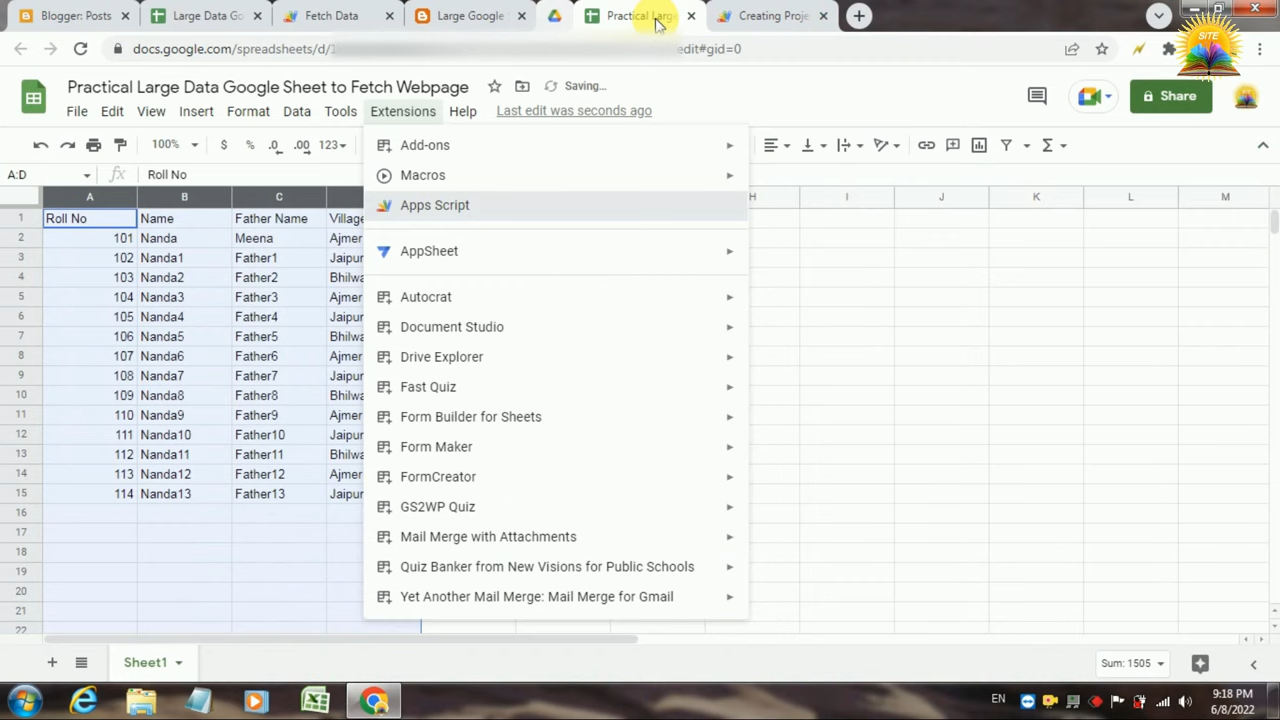 Blogger: Posts
Large Data Go
Fetch Data
Large Google
Practical Large
Creating Proje
docs.google.com/spreadsheets/d/1
edit#gid=0
SITE
Practical Large Data Google Sheet to Fetch Webpage
Saving...
File Edit View Insert Format Data Tools Extensions Help Last edit was seconds ago
Share
100% $ % .0 .00 123
A:D fx Roll No
A B C H I J K L M
1 Roll No Name Father Name Village
2 101 Nanda Meena Ajmer
3 102 Nanda1 Father1 Jaipur
4 103 Nanda2 Father2 Bhilwa
5 104 Nanda3 Father3 Ajmer
6 105 Nanda4 Father4 Jaipur
7 106 Nanda5 Father5 Bhilwa
8 107 Nanda6 Father6 Ajmer
9 108 Nanda7 Father7 Jaipur
10 109 Nanda8 Father8 Bhilwa
11 110 Nanda9 Father9 Ajmer
12 111 Nanda10 Father10 Jaipur
13 112 Nanda11 Father11 Bhilwa
14 113 Nanda12 Father12 Ajmer
15 114 Nanda13 Father13 Jaipur
16
17
18
19
20
21
22
Add-ons
Macros
Apps Script
AppSheet
Autocrat
Document Studio
Drive Explorer
Fast Quiz
Form Builder for Sheets
Form Maker
FormCreator
GS2WP Quiz
Mail Merge with Attachments
Quiz Banker from New Visions for Public Schools
Yet Another Mail Merge: Mail Merge for Gmail
Sheet1
Sum: 1505
EN
9:18 PM
6/8/2022